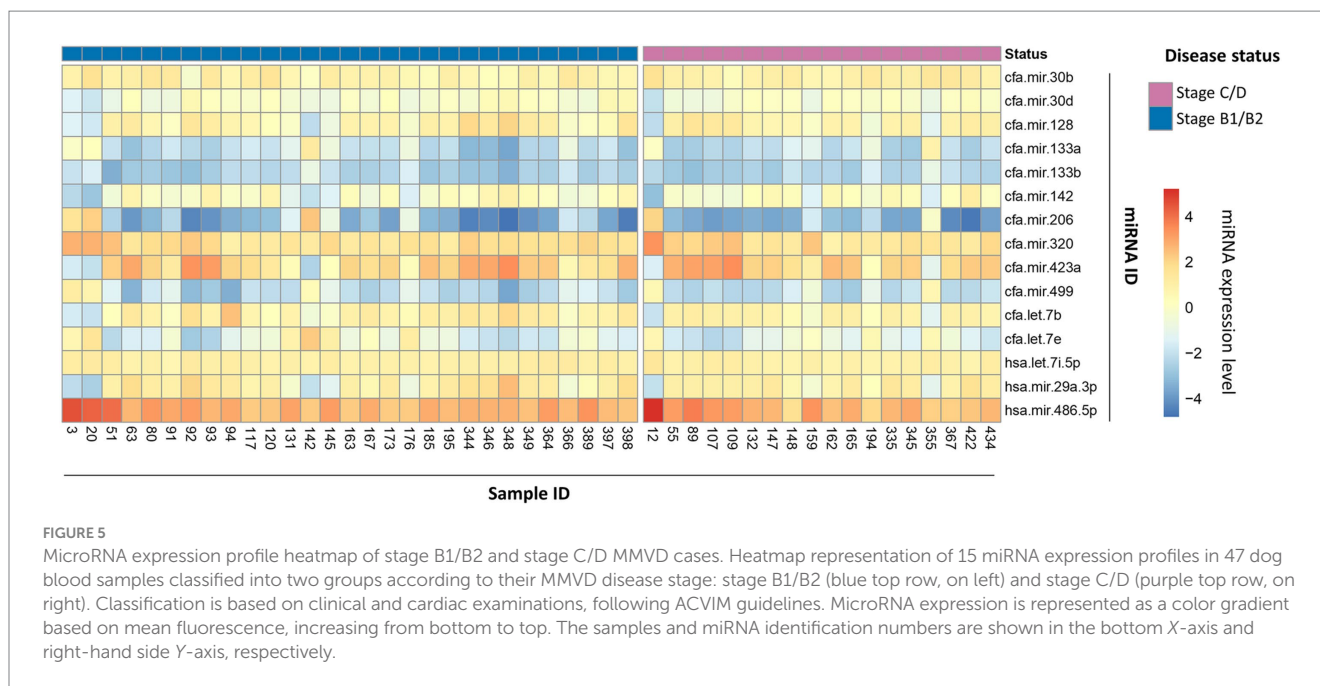 Status
cfa.mir.30b
cfa.mir.30d
cfa.mir.128
cfa.mir.133a
cfa.mir.133b
cfa.mir.142
cfa.mir.206
cfa.mir.320
cfa.mir.423a
cfa.mir.499
cfa.let.7b
cfa.let.7e
hsa.let.7i.5p
hsa.mir.29a.3p
hsa.mir.486.5p
miRNA ID
Disease status
Stage C/D
Stage B1/B2
4
2
0
−2
−4
miRNA expression level
3 20 51 63 80 91 92 93 94 117 120 131 142 145 163 167 173 176 185 195 344 346 348 349 364 366 389 397 398 12 55 89 107 109 132 147 148 159 162 165 194 335 345 355 367 422 434
Sample ID
FIGURE 5
MicroRNA expression profile heatmap of stage B1/B2 and stage C/D MMVD cases. Heatmap representation of 15 miRNA expression profiles in 47 dog
blood samples classified into two groups according to their MMVD disease stage: stage B1/B2 (blue top row, on left) and stage C/D (purple top row, on
right). Classification is based on clinical and cardiac examinations, following ACVIM guidelines. MicroRNA expression is represented as a color gradient
based on mean fluorescence, increasing from bottom to top. The samples and miRNA identification numbers are shown in the bottom X-axis and
right-hand side Y-axis, respectively.